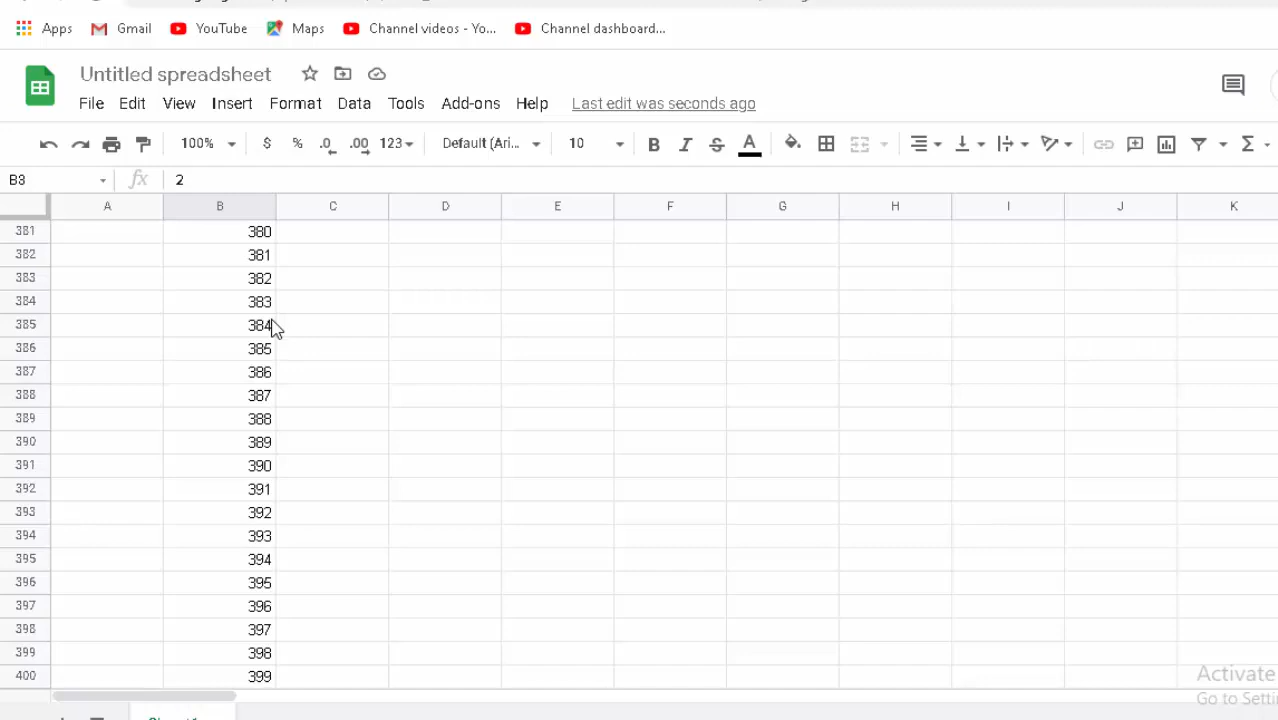 Apps Gmail YouTube Maps Channel videos - Yo... Channel dashboard...
Untitled spreadsheet
File Edit View Insert Format Data Tools Add-ons Help Last edit was seconds ago
100% $ % .0 .00 123 Default (Ari... 10 B I S A Σ
B3 fx 2
A B C D E F G H I J K
381 380
382 381
383 382
384 383
385 384
386 385
387 386
388 387
389 388
390 389
391 390
392 391
393 392
394 393
395 394
396 395
397 396
398 397
399 398
400 399
Activate
Go to Setti